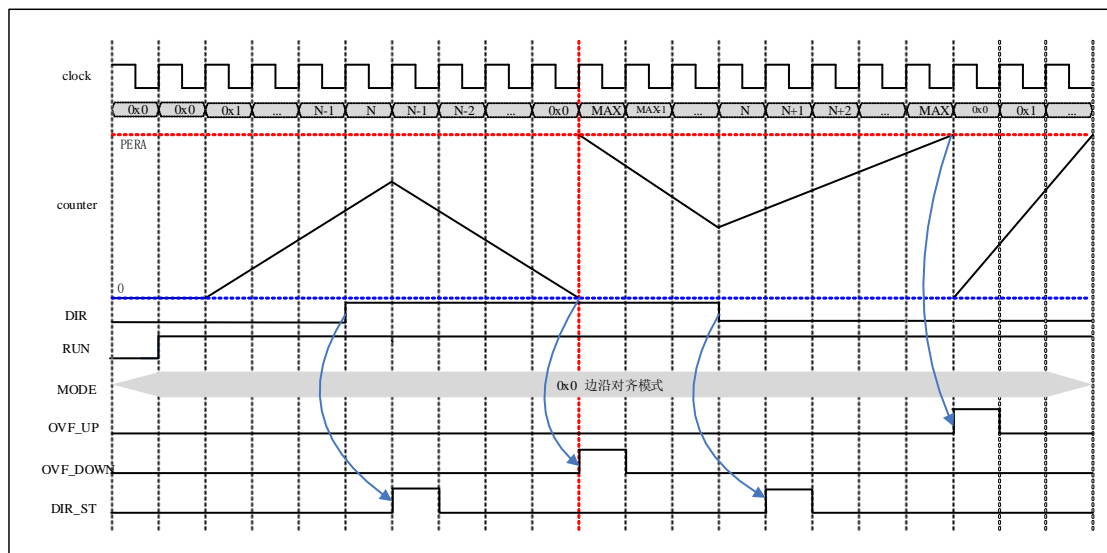 clock
0x0 0x0 0x1 ... N-1 N N-1 N-2 ... 0x0 MAX MAX-1 ... N N+1 N+2 ... MAX 0x0 0x1 ...
PERA
counter
0
DIR
RUN
MODE 0x0 边沿对齐模式
OVF_UP
OVF_DOWN
DIR_ST